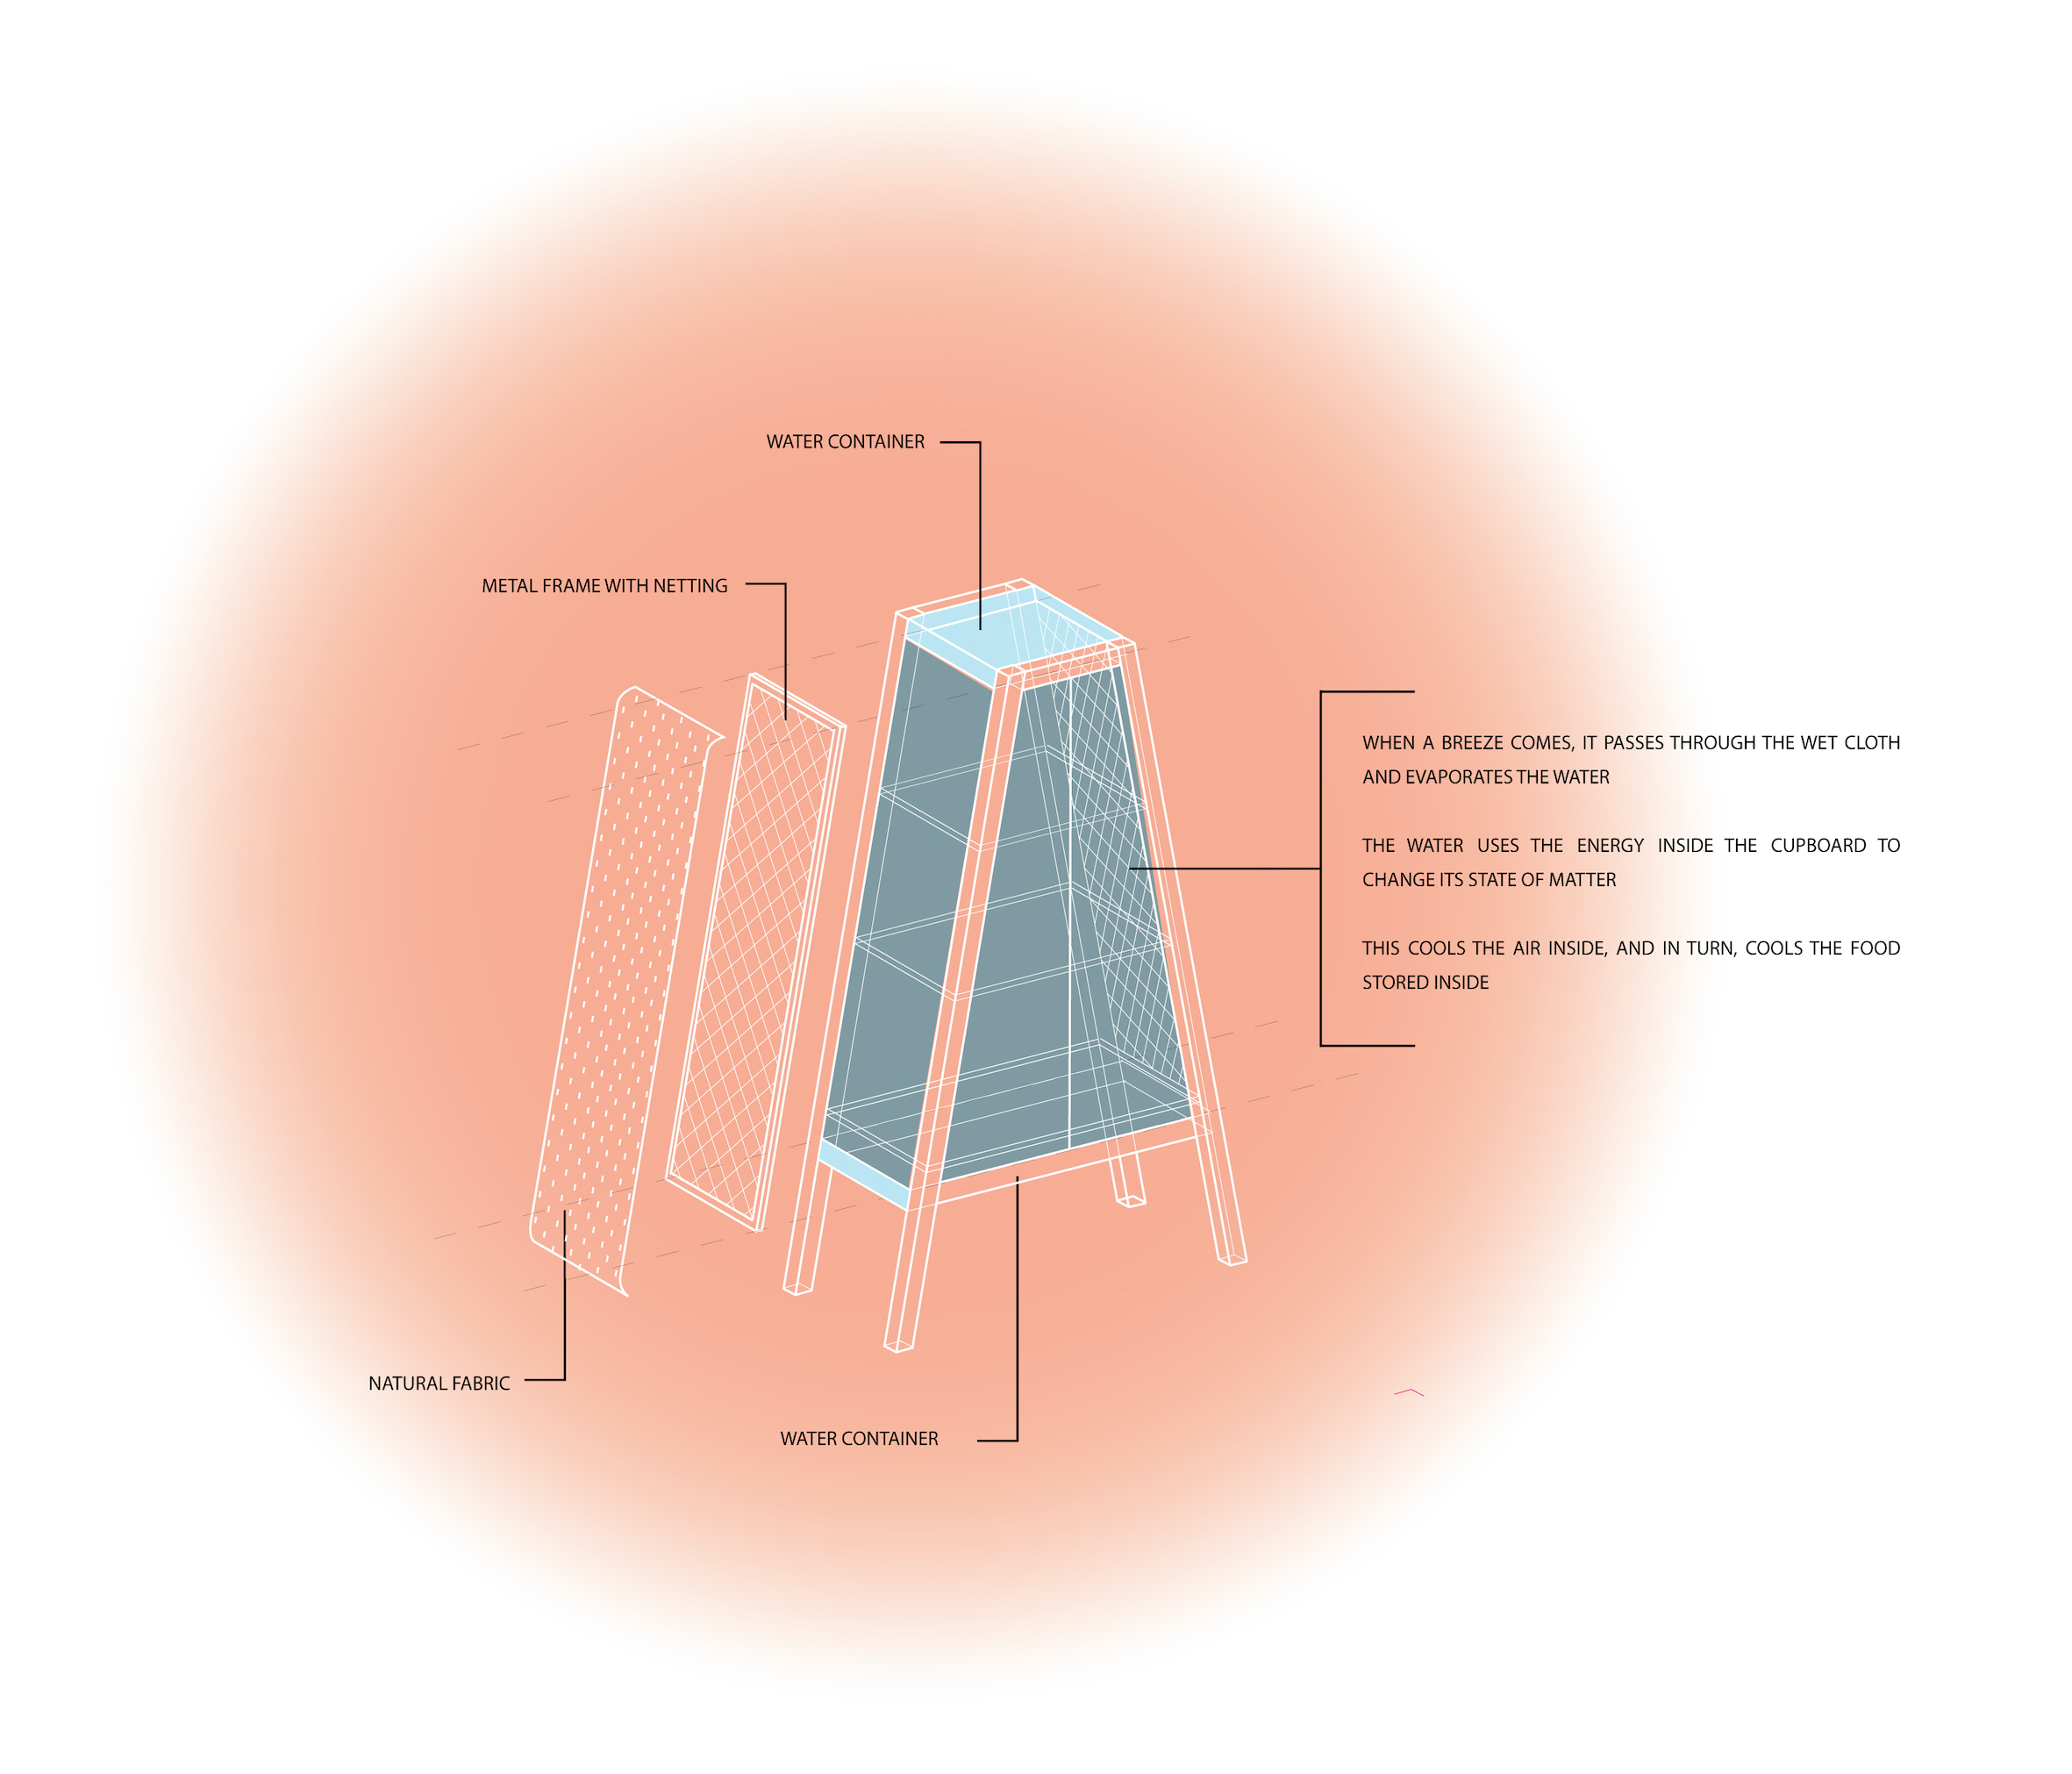 WATER CONTAINER
METAL FRAME WITH NETTING
WHEN A BREEZE COMES, IT PASSES THROUGH THE WET CLOTH
AND EVAPORATES THE WATER
THE WATER USES THE ENERGY INSIDE THE CUPBOARD TO
CHANGE ITS STATE OF MATTER
THIS COOLS THE AIR INSIDE, AND IN TURN, COOLS THE FOOD
STORED INSIDE
NATURAL FABRIC
WATER CONTAINER